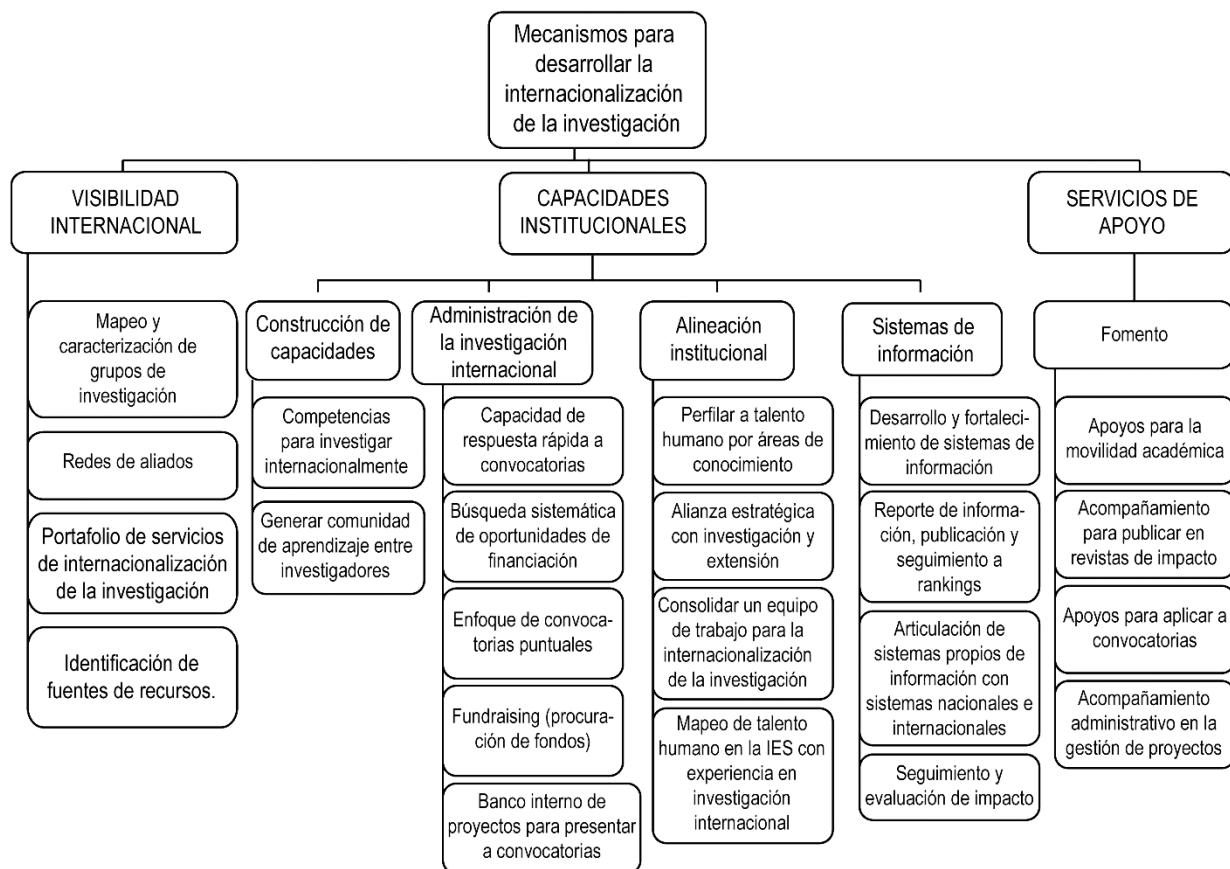 Mecanismos para
desarrollar la
internacionalización
de la investigación
VISIBILIDAD
INTERNACIONAL
CAPACIDADES
INSTITUCIONALES
SERVICIOS DE
APOYO
Mapeo y
caracterización de
grupos de
investigación
Redes de aliados
Portafolio de servicios
de internacionalización
de la investigación
Identificación de
fuentes de recursos.
Construcción de
capacidades
Competencias
para investigar
internacionalmente
Generar comunidad
de aprendizaje entre
investigadores
Administración de
la investigación
internacional
Capacidad de
respuesta rápida a
convocatorias
Búsqueda sistemática
de oportunidades de
financiación
Enfoque de convoca-
torias puntuales
Fundraising (procura-
ción de fondos)
Banco interno de
proyectos para presentar
a convocatorias
Alineación
institucional
Perfilar a talento
humano por áreas de
conocimiento
Alianza estratégica
con investigación y
extensión
Consolidar un equipo
de trabajo para la
internacionalización
de la investigación
Mapeo de talento
humano en la IES con
experiencia en
investigación
internacional
Sistemas de
información
Desarrollo y fortaleci-
miento de sistemas de
información
Reporte de informa-
ción, publicación y
seguimiento a
rankings
Articulación de
sistemas propios de
información con
sistemas nacionales e
internacionales
Seguimiento y
evaluación de impacto
Fomento
Apoyos para la
movilidad académica
Acompañamiento
para publicar en
revistas de impacto
Apoyos para aplicar a
convocatorias
Acompañamiento
administrativo en la
gestión de proyectos